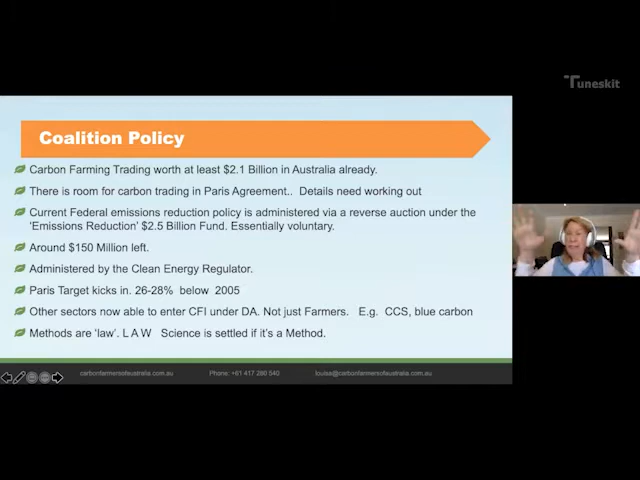 Tuneskit
Coalition Policy
Carbon Farming Trading worth at least $2.1 Billion in Australia already.
There is room for carbon trading in Paris Agreement.. Details need working out
Current Federal emissions reduction policy is administered via a reverse auction under the
‘Emissions Reduction’ $2.5 Billion Fund. Essentially voluntary.
Around $150 Million left.
Administered by the Clean Energy Regulator.
Paris Target kicks in. 26-28% below 2005
Other sectors now able to enter CFI under DA. Not just Farmers. E.g. CCS, blue carbon
Methods are ‘law’. L A W Science is settled if it’s a Method.
carbonfarmersofaustralia.com.au Phone: +61 417 280 540 louisa@carbonfarmersofaustralia.com.au